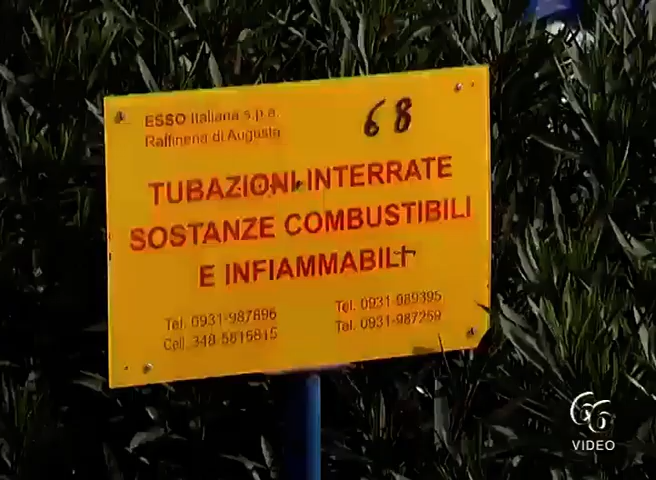 ESSO Italiana s.p.a.
Raffineria di Augusta
68
TUBAZIONI INTERRATE
SOSTANZE COMBUSTIBILI
E INFIAMMABILI
Tel. 0931-987896
Tel. 0931-989395
Cell. 348-5615815
Tel. 0931-987259
66
VIDEO